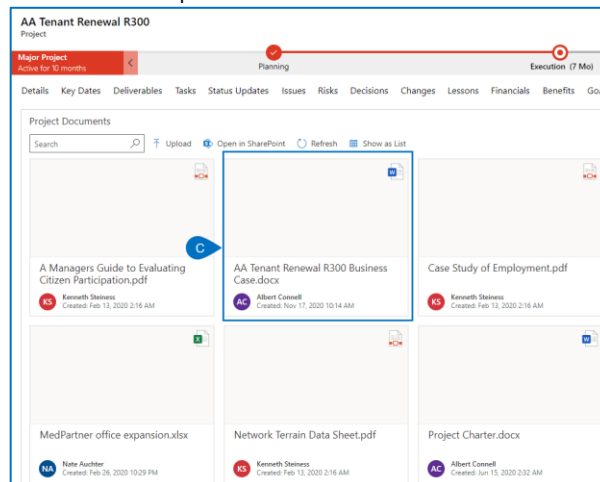 AA Tenant Renewal R300
Project
Major Project
Active for 10 months
Planning
Execution (7 Mo)
Details Key Dates Deliverables Tasks Status Updates Issues Risks Decisions Changes Lessons Financials Benefits Goa
Project Documents
Search Upload Open in SharePoint Refresh Show as List
C
A Managers Guide to Evaluating
Citizen Participation.pdf
KS
Kenneth Steiness
Created: Feb 13, 2020 2:16 AM
AA Tenant Renewal R300 Business
Case.docx
AC
Albert Connell
Created: Nov 17, 2020 10:14 AM
Case Study of Employment.pdf
KS
Kenneth Steiness
Created: Feb 13, 2020 2:16 AM
MedPartner office expansion.xlsx
NA
Nate Auchter
Created: Feb 26, 2020 10:29 PM
Network Terrain Data Sheet.pdf
KS
Kenneth Steiness
Created: Feb 13, 2020 2:16 AM
Project Charter.docx
AC
Albert Connell
Created: Jun 15, 2020 2:32 AM